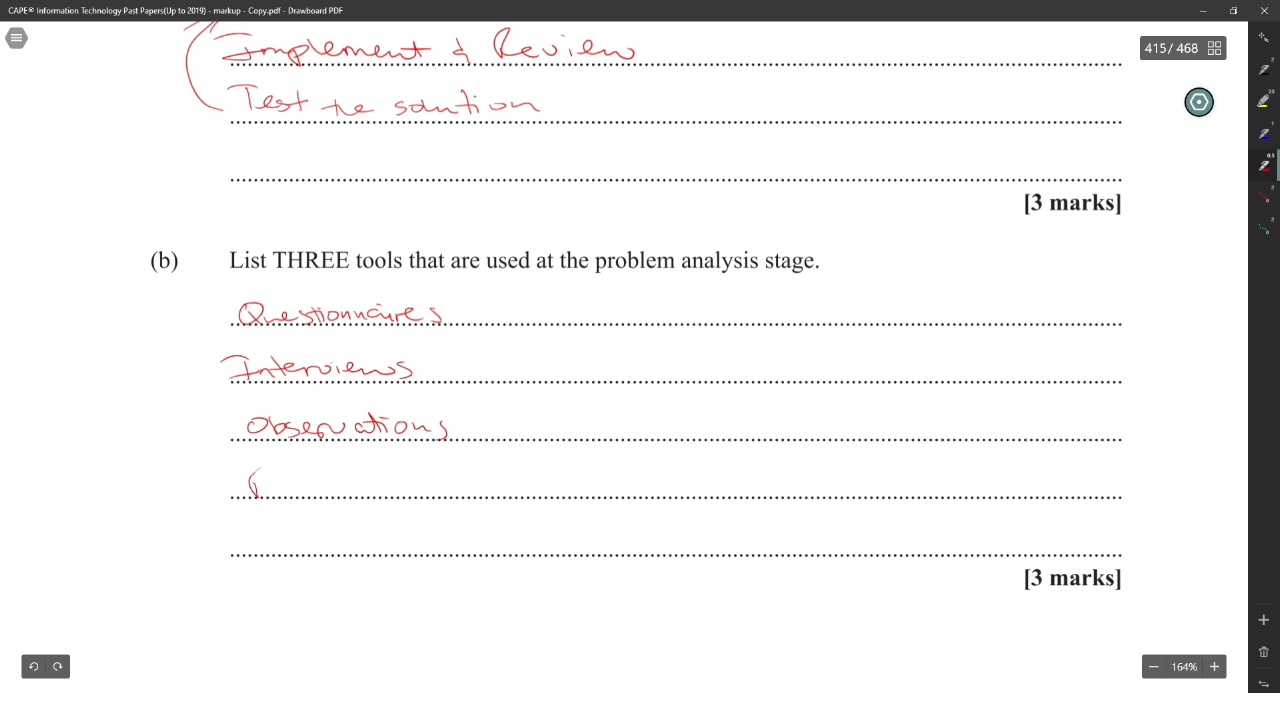 CAPE® Information Technology Past Papers(Up to 2019) - markup - Copy.pdf - Drawboard PDF
415 / 468
Implement & Review
Test the solution
[3 marks]
(b) List THREE tools that are used at the problem analysis stage.
Questionnaires
Interviews
Observations
[3 marks]
164%